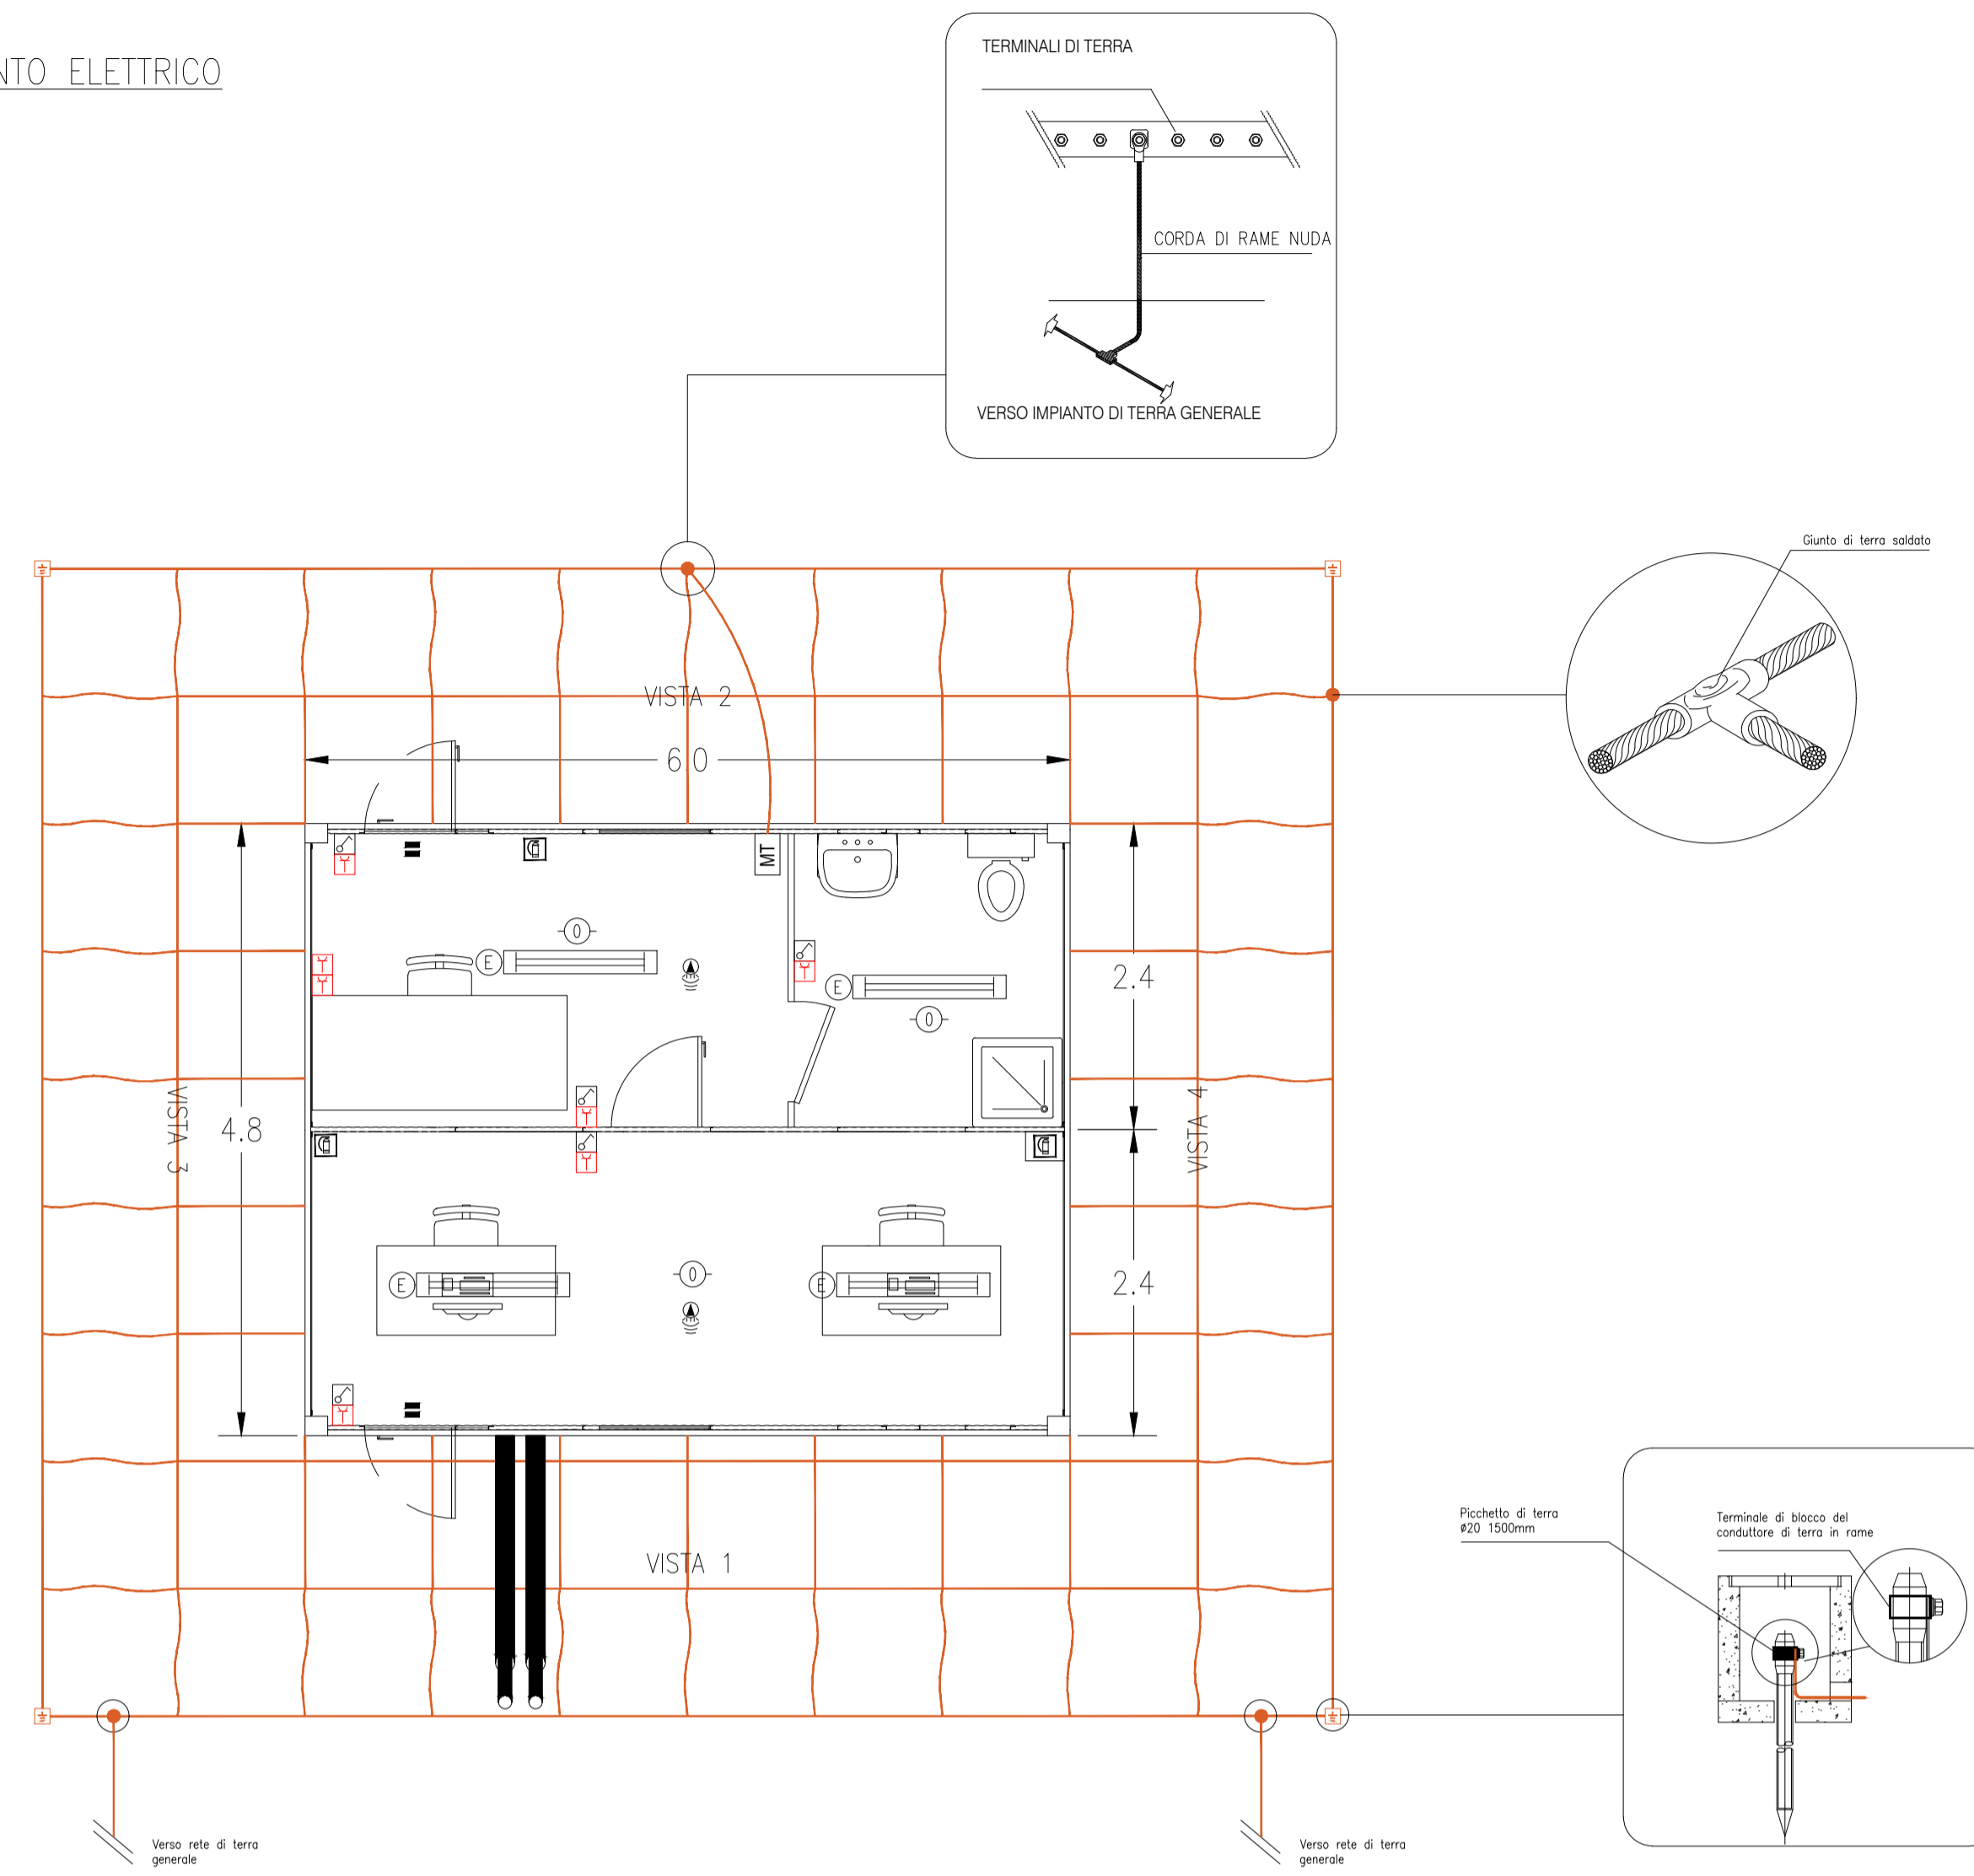 NTO ELETTRICO
TERMINALI DI TERRA
CORDA DI RAME NUDA
VERSO IMPIANTO DI TERRA GENERALE
Giunto di terra saldato
VISTA 2
6.0
MT
0
E
2.4
E
0
VISTA 3
4.8
VISTA 4
0
E
E
2.4
Picchetto di terra
ø20 1500mm
Terminale di blocco del
conduttore di terra in rame
VISTA 1
Verso rete di terra
generale
Verso rete di terra
generale